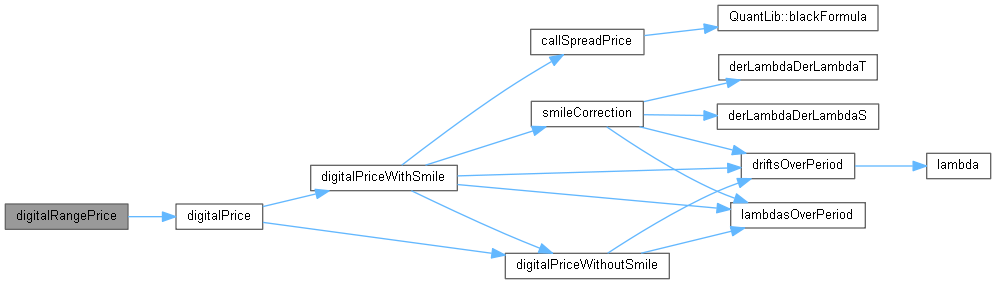 digitalRangePrice
digitalPrice
digitalPriceWithSmile
callSpreadPrice
QuantLib::blackFormula
smileCorrection
derLambdaDerLambdaT
derLambdaDerLambdaS
driftsOverPeriod
lambda
lambdasOverPeriod
digitalPriceWithoutSmile